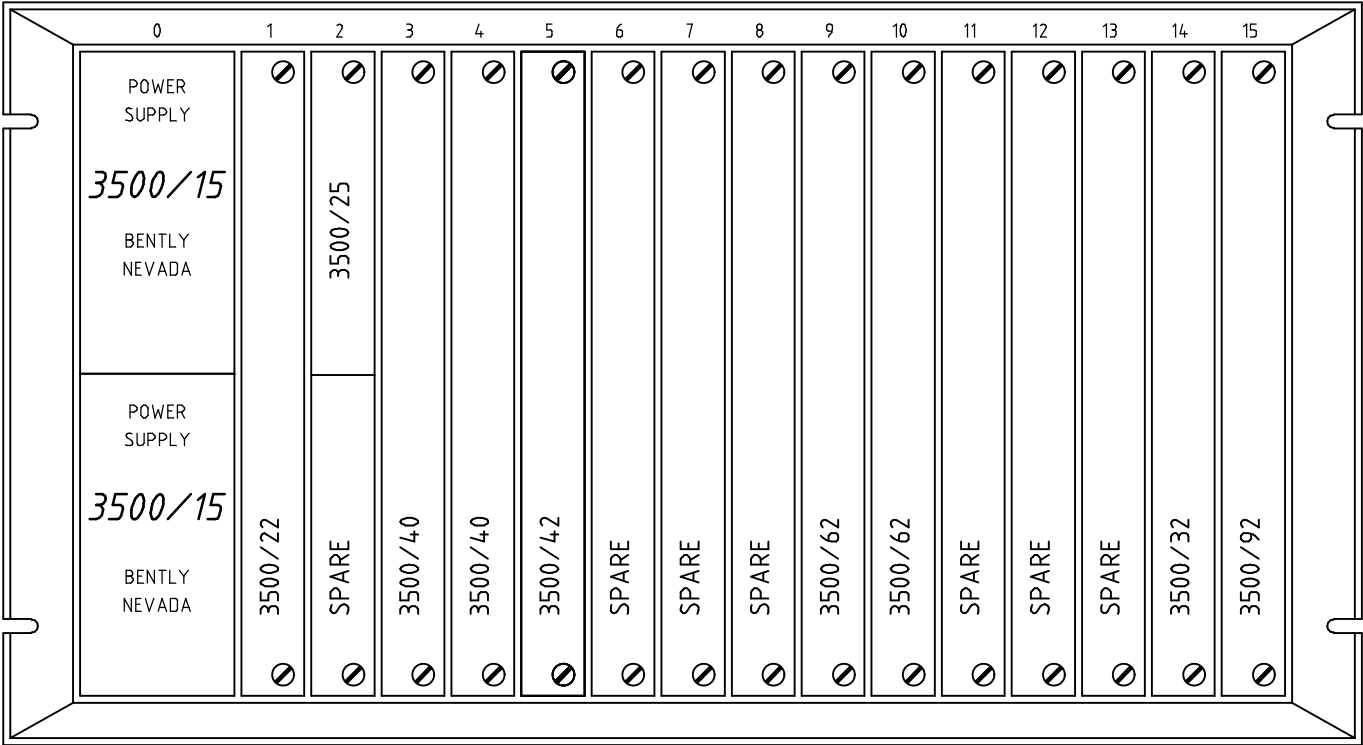 0 1 2 3 4 5 6 7 8 9 10 11 12 13 14 15
POWER
SUPPLY
3500/15
BENTLY
NEVADA
POWER
SUPPLY
3500/15
BENTLY
NEVADA
3500/22
3500/25
SPARE
3500/40
3500/40
3500/42
SPARE
SPARE
SPARE
3500/62
3500/62
SPARE
SPARE
SPARE
3500/32
3500/92